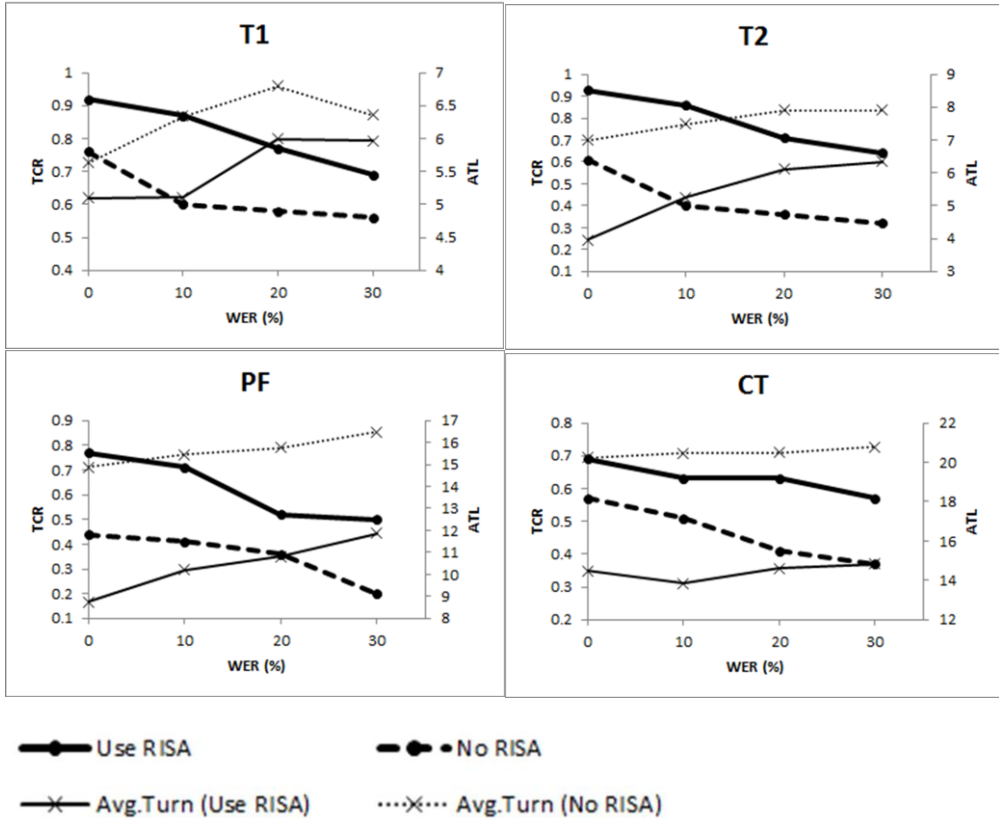 T1
1 7
0.9 6.5
0.8 6
0.7 5.5
0.6 5
0.5 4.5
0.4 4
TCR
ATL
0 10 20 30
WER (%)
T2
1 9
0.9
0.8 8
0.7 7
0.6
0.5 6
0.4 5
0.3
0.2 4
0.1 3
TCR
ATL
0 10 20 30
WER (%)
PF
0.9 17
0.8 16
0.7 15
0.6 14
13
0.5 12
0.4 11
0.3 10
0.2 9
0.1 8
TCR
ATL
0 10 20 30
WER (%)
CT
0.8 22
0.7 20
0.6 18
0.5
0.4 16
0.3 14
0.2 12
TCR
ATL
0 10 20 30
WER (%)
Use RISA No RISA
Avg.Turn (Use RISA) Avg.Turn (No RISA)